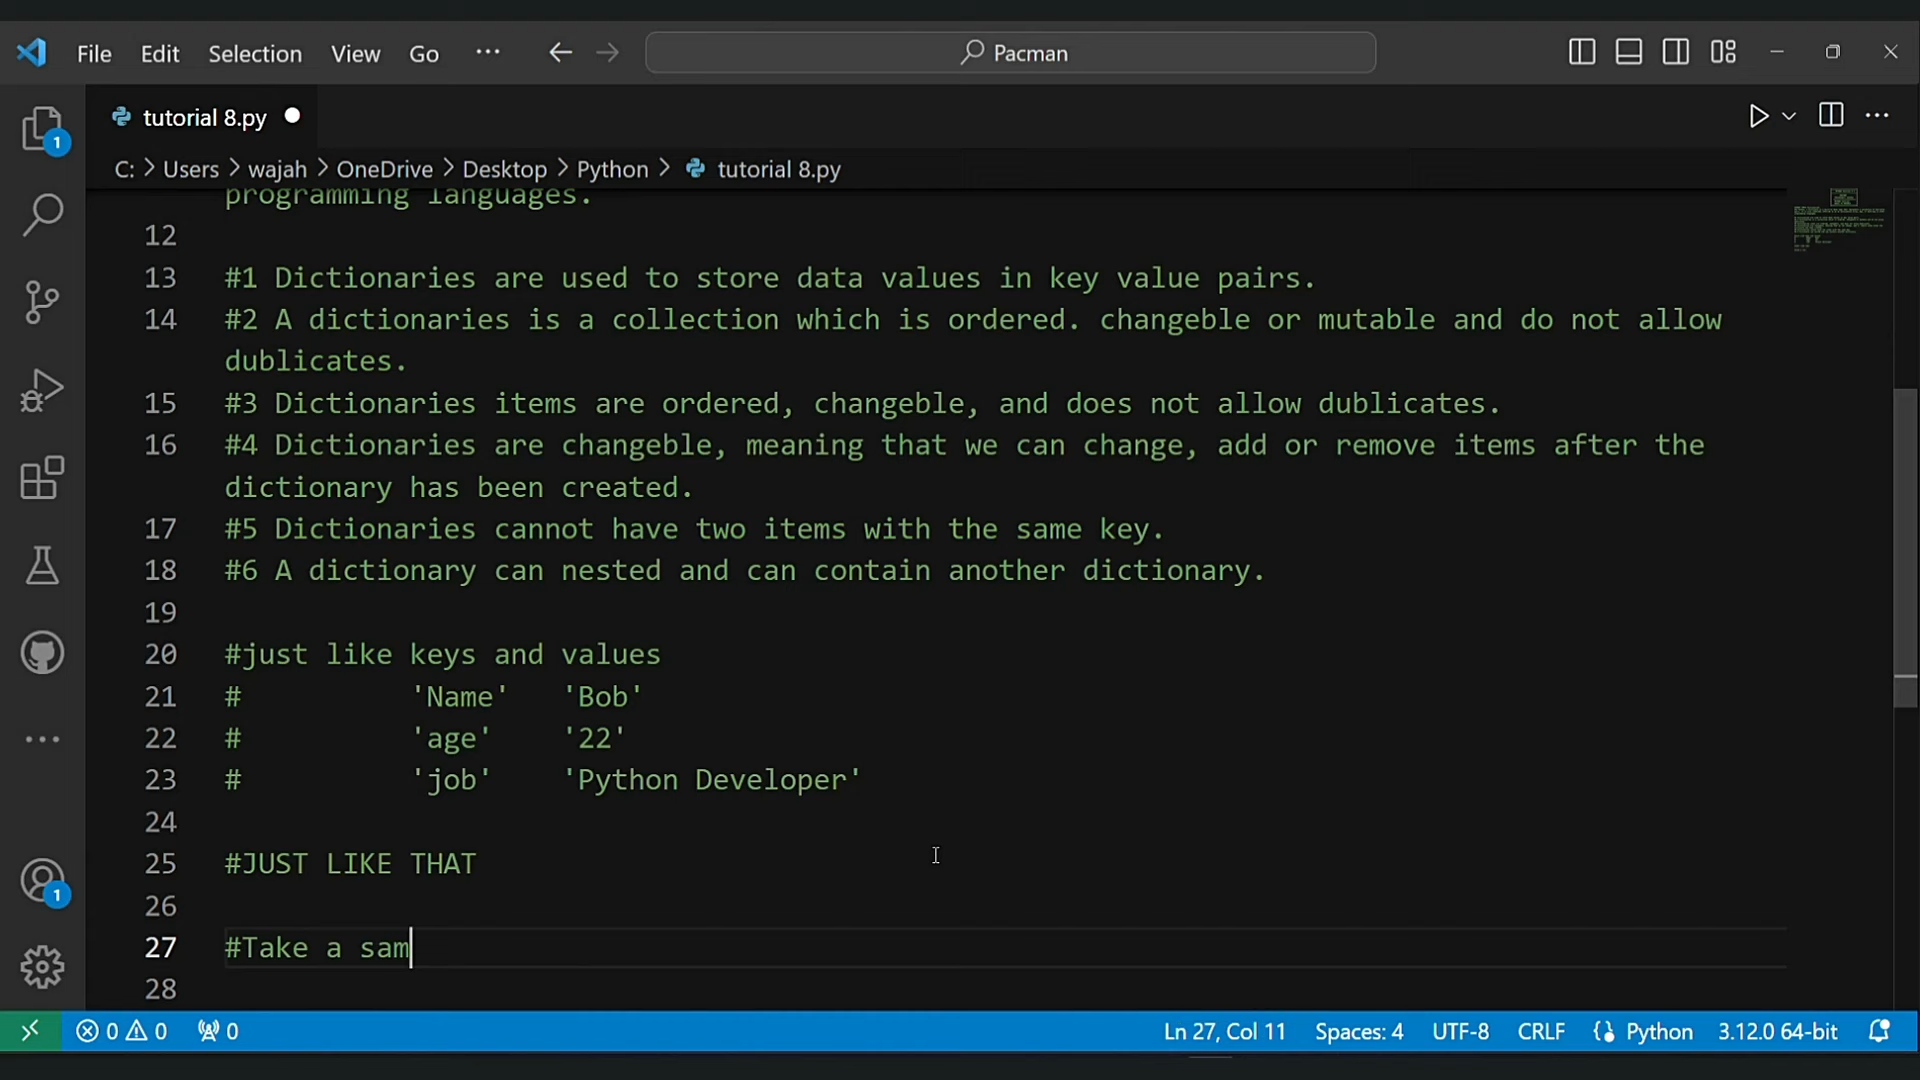 File Edit Selection View Go ··· Pacman
tutorial 8.py
C: > Users > wajah > OneDrive > Desktop > Python > tutorial 8.py
programming languages.
12
13 #1 Dictionaries are used to store data values in key value pairs.
14 #2 A dictionaries is a collection which is ordered. changeble or mutable and do not allow
dublicates.
15 #3 Dictionaries items are ordered, changeble, and does not allow dublicates.
16 #4 Dictionaries are changeble, meaning that we can change, add or remove items after the
dictionary has been created.
17 #5 Dictionaries cannot have two items with the same key.
18 #6 A dictionary can nested and can contain another dictionary.
19
20 #just like keys and values
21 # 'Name' 'Bob'
22 # 'age' '22'
23 # 'job' 'Python Developer'
24
25 #JUST LIKE THAT
26
27 #Take a sam
28
1
1
0 0 0 Ln 27, Col 11 Spaces: 4 UTF-8 CRLF Python 3.12.0 64-bit